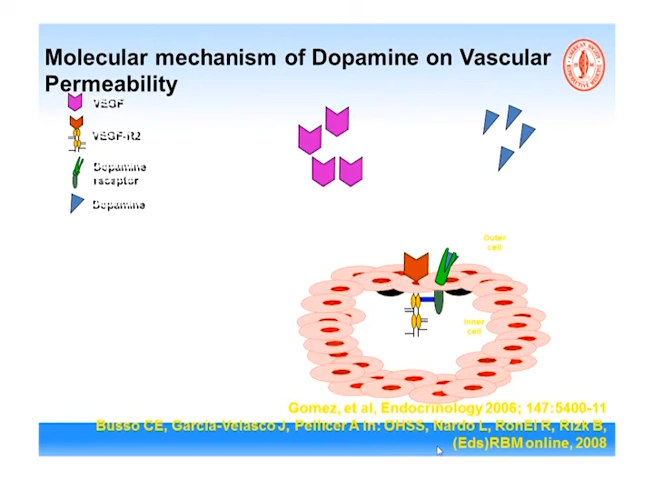 Molecular mechanism of Dopamine on Vascular
Permeability
VEGF
VEGF-R2
Dopamine
receptor
Dopamine
Outer
cell
Inner
cell
Gomez, et al, Endocrinology 2006; 147:5400-11
Busso CE, Garcia-Velasco J, Pellicer A in: OHSS, Nardo L, RonEl R, Rizk B,
(Eds)RBM online, 2008